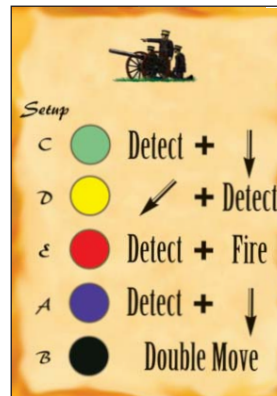 Setup
C Detect +
D + Detect
E Detect + Fire
A Detect +
B Double Move